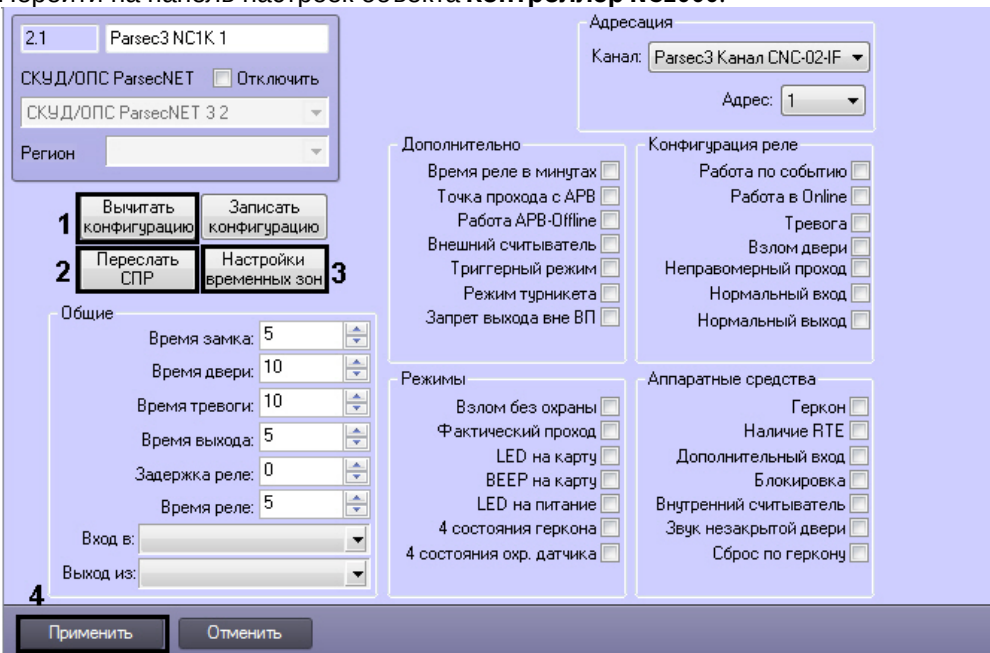 Перейти на панель настроек объекта Контроллер NC2000.
2.1 Parsec3 NC1K 1
СКУД/ОПС ParsecNET Отключить
СКУД/ОПС ParsecNET 3 2
Регион
1 Вычитать конфигурацию
Записать конфигурацию
2 Переслать СПР
Настройки временных зон 3
Общие
Время замка: 5
Время двери: 10
Время тревоги: 10
Время выхода: 5
Задержка реле: 0
Время реле: 5
Вход в:
Выход из:
Адресация
Канал: Parsec3 Канал CNC-02-IF
Адрес: 1
Дополнительно
Время реле в минутах
Точка прохода с APB
Работа APB-Offline
Внешний считыватель
Триггерный режим
Режим турникета
Запрет выхода вне ВП
Конфигурация реле
Работа по событию
Работа в Online
Тревога
Взлом двери
Неправомерный проход
Нормальный вход
Нормальный выход
Режимы
Взлом без охраны
Фактический проход
LED на карту
BEEP на карту
LED на питание
4 состояния геркона
4 состояния охр. датчика
Аппаратные средства
Геркон
Наличие RTE
Дополнительный вход
Блокировка
Внутренний считыватель
Звук незакрытой двери
Сброс по геркону
4
Применить Отменить